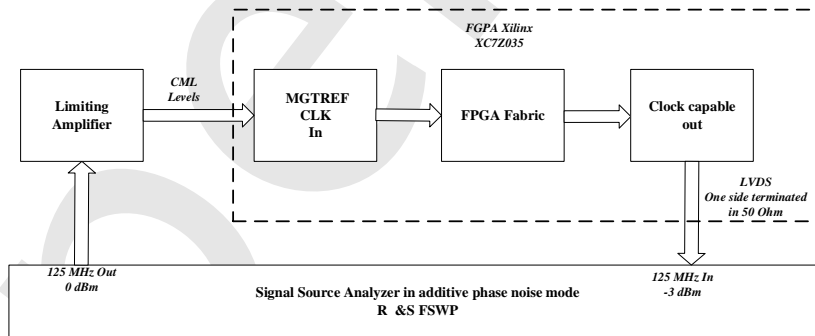 FGPA Xilinx
XC7Z035
Limiting
Amplifier
CML
Levels
MGTREF
CLK
In
FPGA Fabric
Clock capable
out
LVDS
One side terminated
in 50 Ohm
125 MHz Out
0 dBm
125 MHz In
-3 dBm
Signal Source Analyzer in additive phase noise mode
R &S FSWP